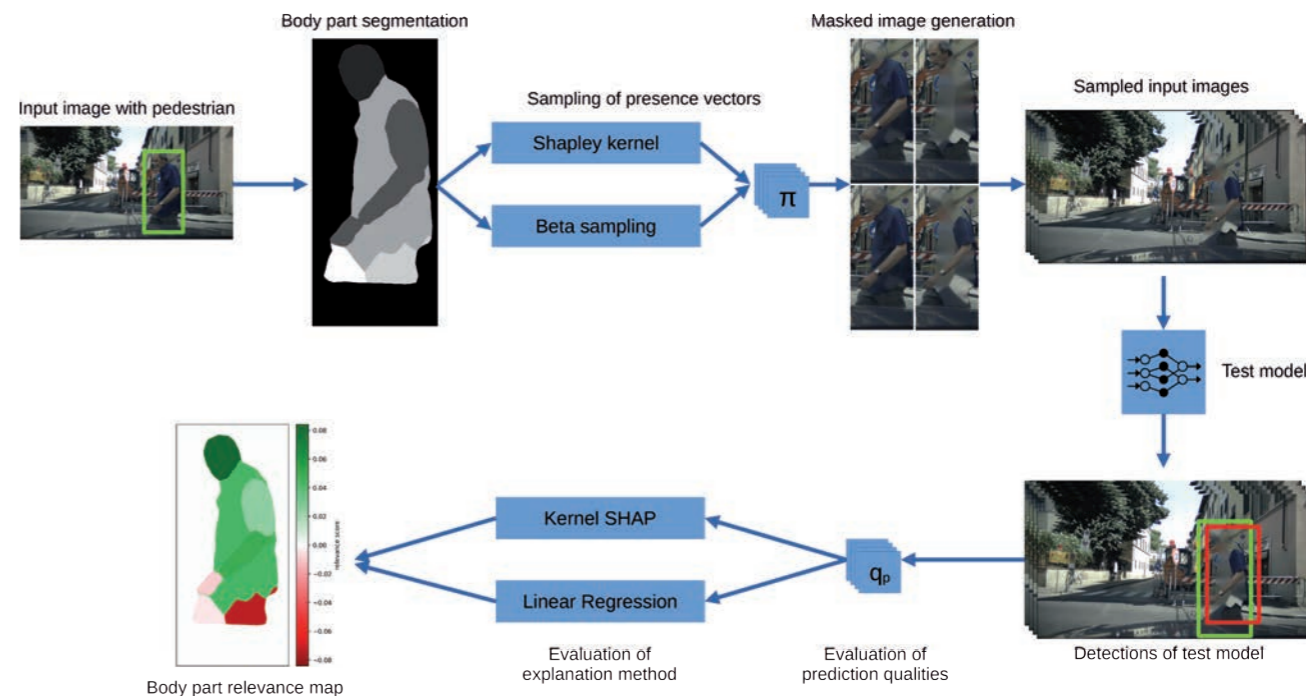 Body part segmentation
Masked image generation
Input image with pedestrian
Sampling of presence vectors
Sampled input images
Shapley kernel
Beta sampling
π
Test model
Kernel SHAP
Linear Regression
qₚ
Evaluation of
explanation method
Evaluation of
prediction qualities
Detections of test model
0.08
0.06
0.04
0.02
0.00
−0.02
−0.04
−0.06
−0.08
relevance score
Body part relevance map